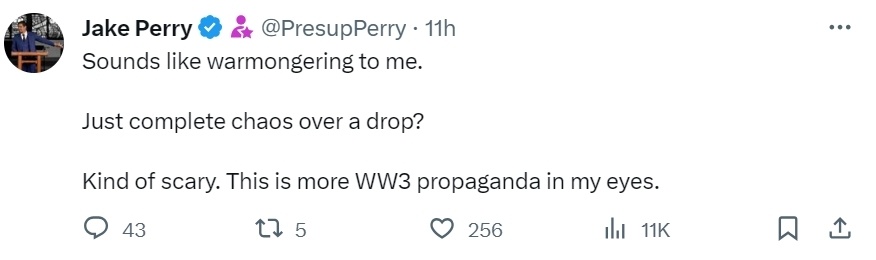 Jake Perry @PresupPerry · 11h
Sounds like warmongering to me.
Just complete chaos over a drop?
Kind of scary. This is more WW3 propaganda in my eyes.
43 5 256 11K